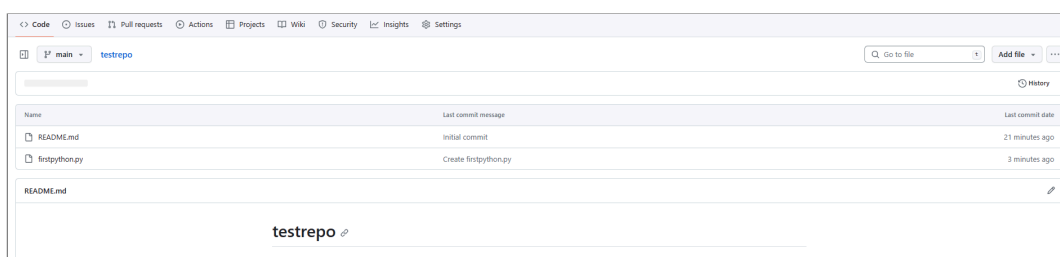 <> Code Issues Pull requests Actions Projects Wiki Security Insights Settings
main testrepo Go to file t Add file ...
History
Name Last commit message Last commit date
README.md Initial commit 21 minutes ago
firstpython.py Create firstpython.py 3 minutes ago
README.md
testrepo